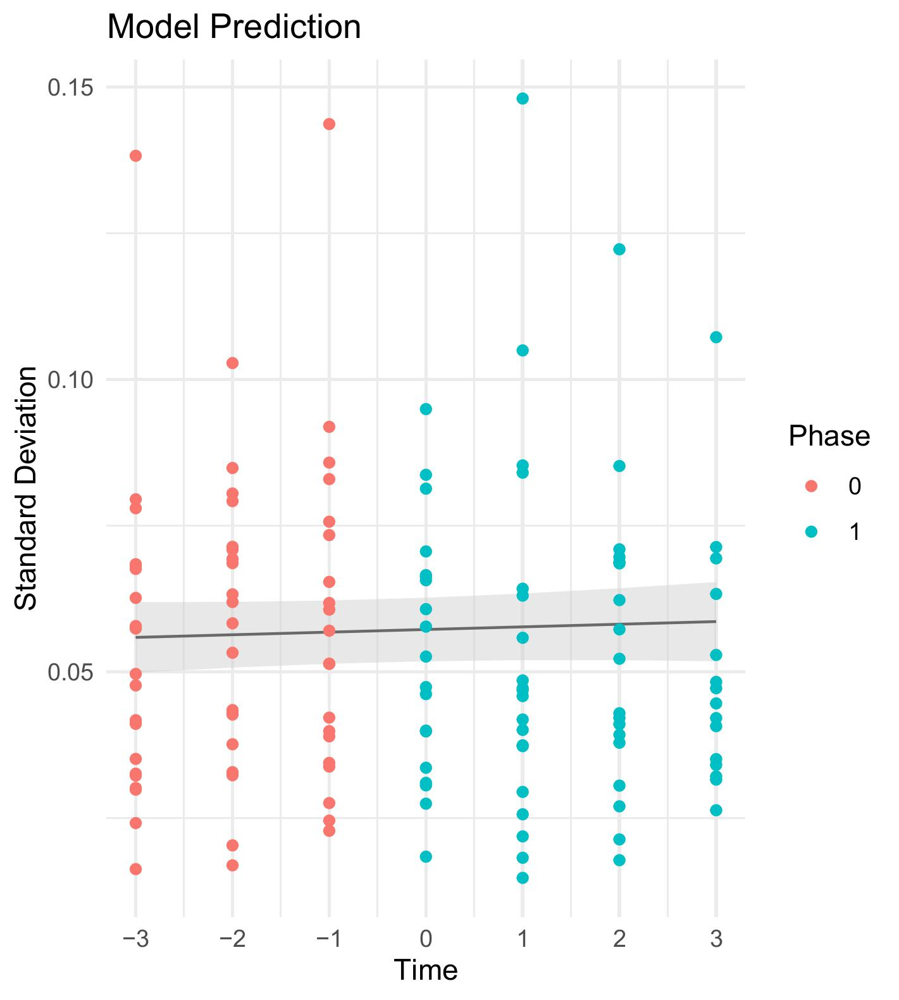 Model Prediction
0.15
0.10
0.05
Standard Deviation
−3 −2 −1 0 1 2 3
Time
Phase
0
1